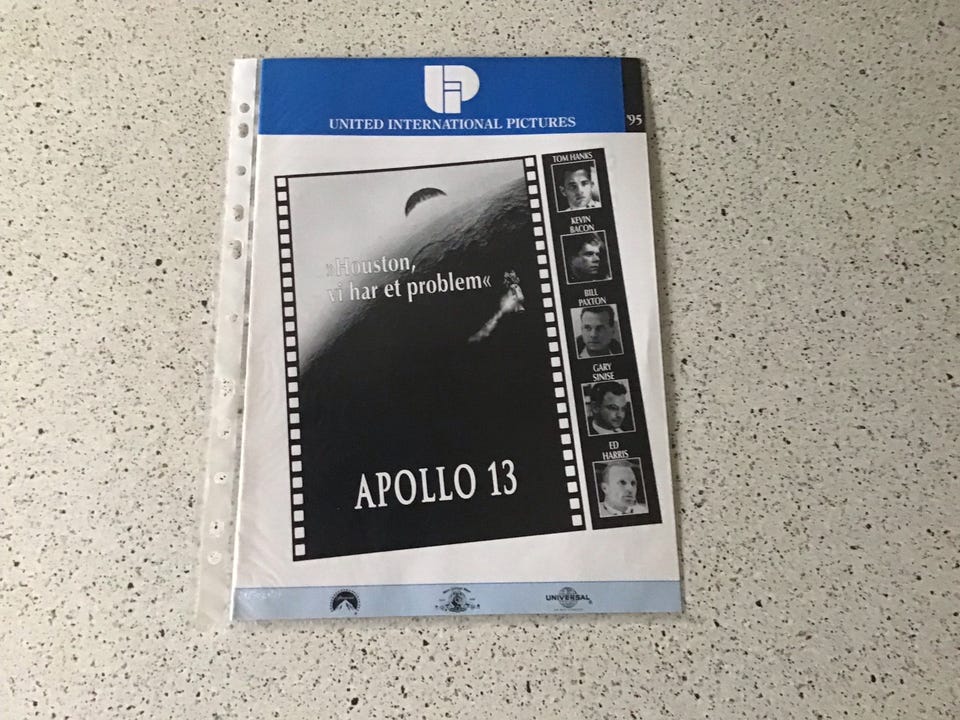 UIP
UNITED INTERNATIONAL PICTURES
'95
»Houston,
vi har et problem«
APOLLO 13
TOM HANKS
KEVIN
BACON
BILL
PAXTON
GARY
SINISE
ED
HARRIS
UNIVERSAL